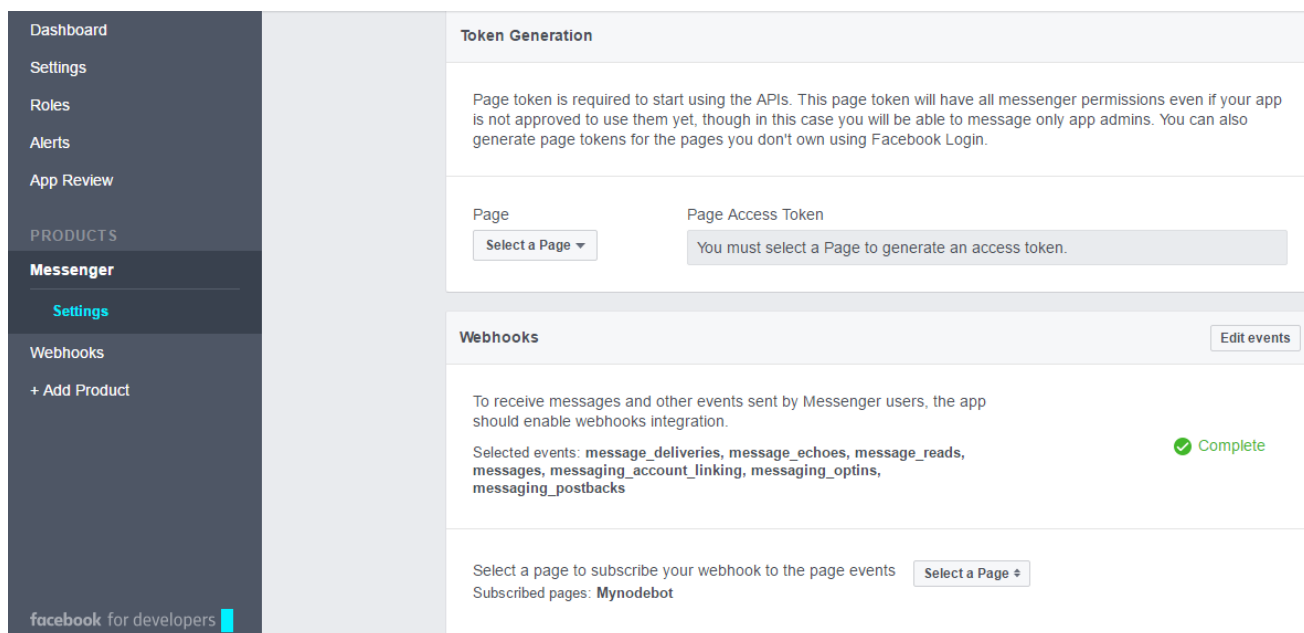 Dashboard
Settings
Roles
Alerts
App Review
PRODUCTS
Messenger
Settings
Webhooks
+ Add Product
facebook for developers
Token Generation
Page token is required to start using the APIs. This page token will have all messenger permissions even if your app
is not approved to use them yet, though in this case you will be able to message only app admins. You can also
generate page tokens for the pages you don't own using Facebook Login.
Page
Page Access Token
Select a Page
You must select a Page to generate an access token.
Webhooks
Edit events
To receive messages and other events sent by Messenger users, the app
should enable webhooks integration.
Selected events: message_deliveries, message_echoes, message_reads,
messages, messaging_account_linking, messaging_optins,
messaging_postbacks
Complete
Select a page to subscribe your webhook to the page events
Select a Page
Subscribed pages: Mynodebot